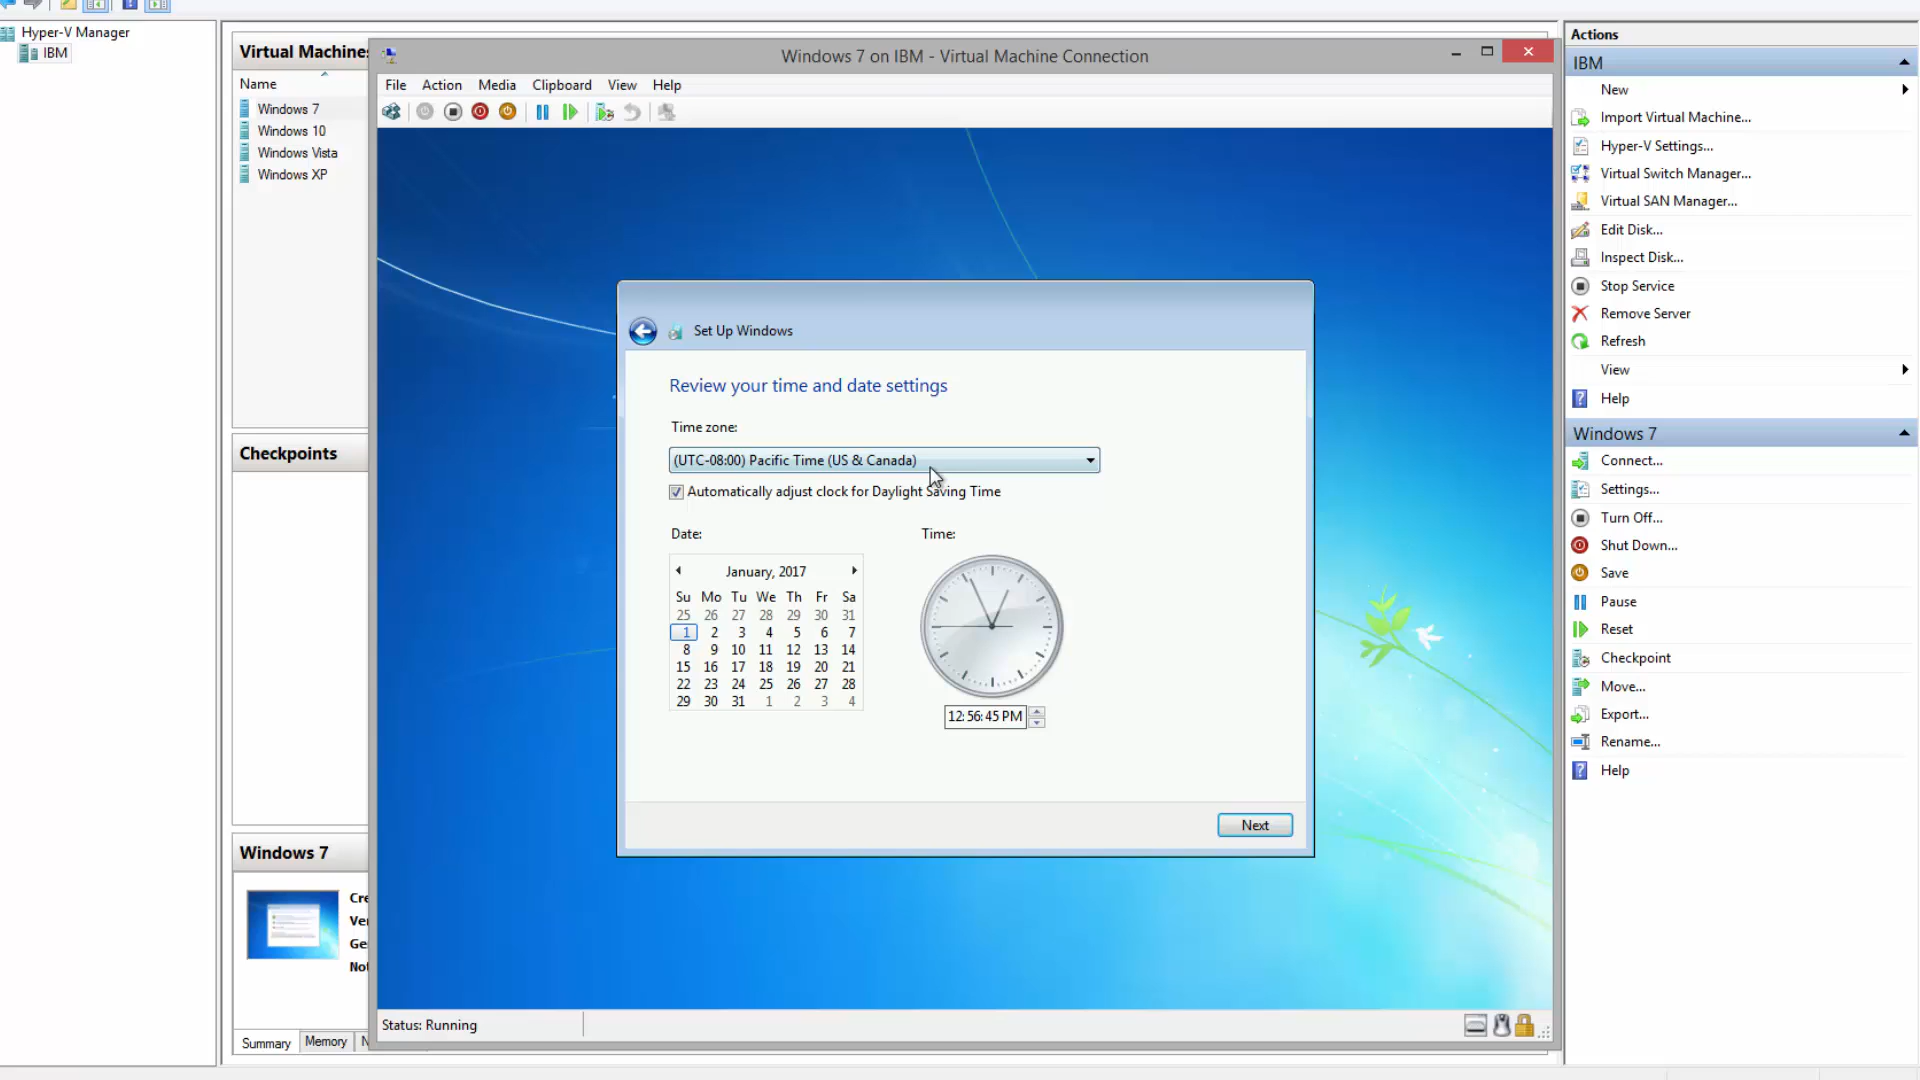 Hyper-V Manager
IBM
Virtual Machine
Name
Windows 7
Windows 10
Windows Vista
Windows XP
Checkpoints
Windows 7
Cre
Ver
Ge
Not
Summary
Memory
N
Windows 7 on IBM - Virtual Machine Connection
File
Action
Media
Clipboard
View
Help
Set Up Windows
Review your time and date settings
Time zone:
(UTC-08:00) Pacific Time (US & Canada)
Automatically adjust clock for Daylight Saving Time
Date:
January, 2017
Su Mo Tu We Th Fr Sa
25 26 27 28 29 30 31
1 2 3 4 5 6 7
8 9 10 11 12 13 14
15 16 17 18 19 20 21
22 23 24 25 26 27 28
29 30 31 1 2 3 4
Time:
12:56:45 PM
Next
Status: Running
Actions
IBM
New
Import Virtual Machine...
Hyper-V Settings...
Virtual Switch Manager...
Virtual SAN Manager...
Edit Disk...
Inspect Disk...
Stop Service
Remove Server
Refresh
View
Help
Windows 7
Connect...
Settings...
Turn Off...
Shut Down...
Save
Pause
Reset
Checkpoint
Move...
Export...
Rename...
Help